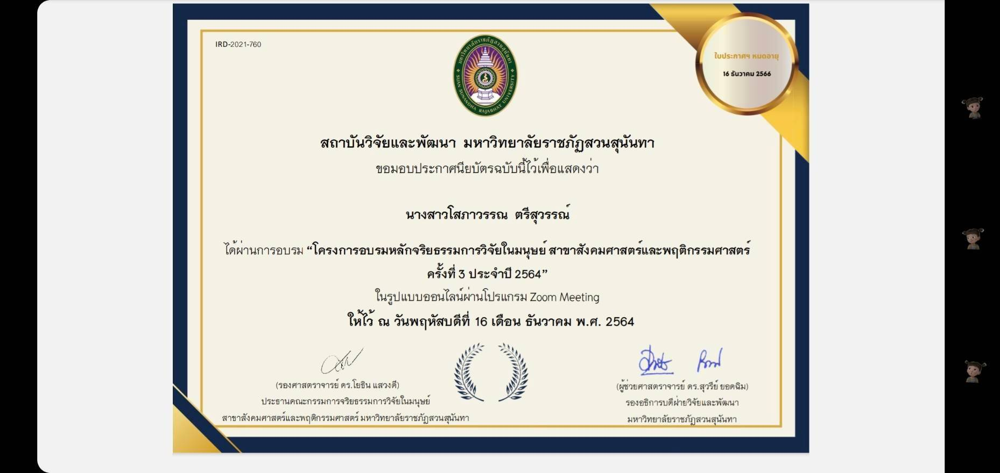 IRD-2021-760
มหาวิทยาลัยราชภัฏสวนสุนันทา
SUAN SUNANDHA RAJABHAT UNIVERSITY
ใบประกาศฯ หมดอายุ
16 ธันวาคม 2566
สถาบันวิจัยและพัฒนา มหาวิทยาลัยราชภัฏสวนสุนันทา
ขอมอบประกาศนียบัตรฉบับนี้ไว้เพื่อแสดงว่า
นางสาวโสภาวรรณ ตรีสุวรรณ์
ได้ผ่านการอบรม “โครงการอบรมหลักจริยธรรมการวิจัยในมนุษย์ สาขาสังคมศาสตร์และพฤติกรรมศาสตร์
ครั้งที่ 3 ประจำปี 2564”
ในรูปแบบออนไลน์ผ่านโปรแกรม Zoom Meeting
ให้ไว้ ณ วันพฤหัสบดีที่ 16 เดือน ธันวาคม พ.ศ. 2564
(รองศาสตราจารย์ ดร.โยธิน แสวงดี)
ประธานคณะกรรมการจริยธรรมการวิจัยในมนุษย์
สาขาสังคมศาสตร์และพฤติกรรมศาสตร์ มหาวิทยาลัยราชภัฏสวนสุนันทา
(ผู้ช่วยศาสตราจารย์ ดร.สุวรีย์ ยอดฉิม)
รองอธิการบดีฝ่ายวิจัยและพัฒนา
มหาวิทยาลัยราชภัฏสวนสุนันทา